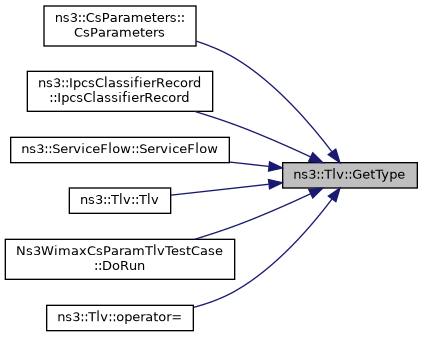 ns3::CsParameters::
CsParameters
ns3::IpcsClassifierRecord
::IpcsClassifierRecord
ns3::ServiceFlow::ServiceFlow
ns3::Tlv::GetType
ns3::Tlv::Tlv
Ns3WimaxCsParamTlvTestCase
::DoRun
ns3::Tlv::operator=